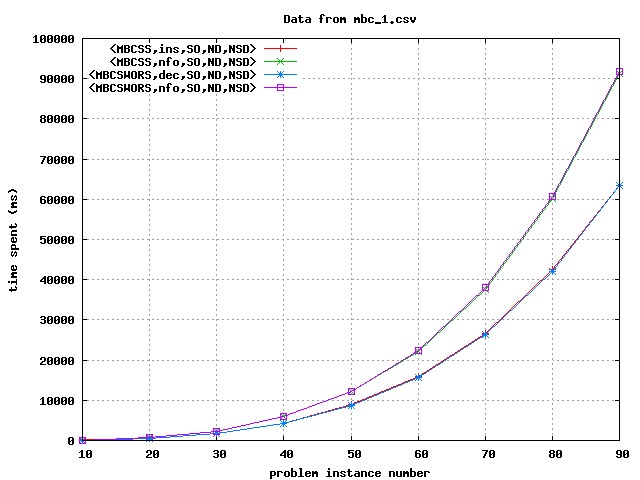 Data from mbc_1.csv
100000
90000
80000
70000
60000
50000
40000
30000
20000
10000
0
time spent (ms)
<MBCSS,ins,SO,ND,NSD>
<MBCSS,nfo,SO,ND,NSD>
<MBCSWORS,dec,SO,ND,NSD>
<MBCSWORS,nfo,SO,ND,NSD>
10 20 30 40 50 60 70 80 90
problem instance number